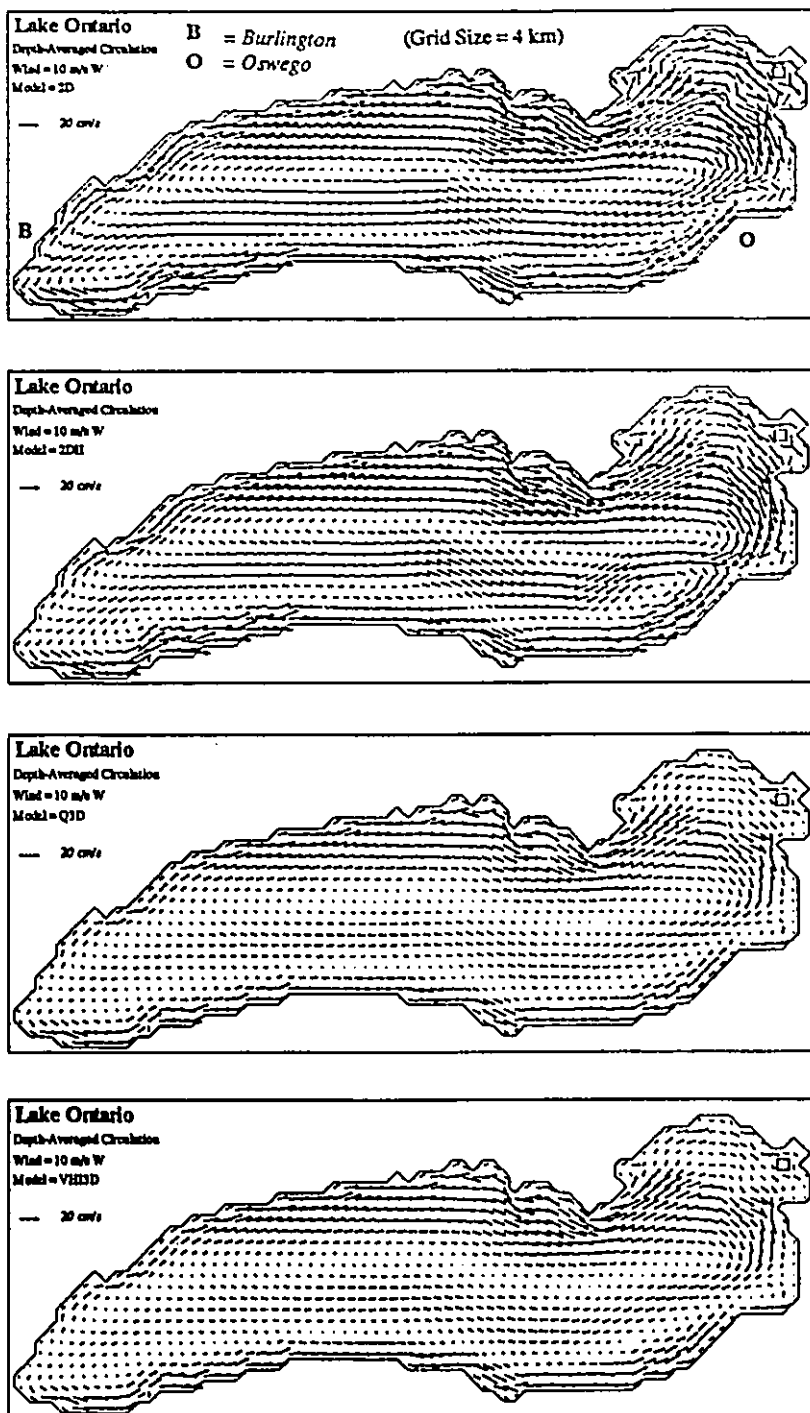 Lake Ontario
Depth-Averaged Circulation
Wind = 10 m/s W
Model = 2D
20 cm/s
B = Burlington (Grid Size = 4 km)
O = Oswego
B
O
Lake Ontario
Depth-Averaged Circulation
Wind = 10 m/s W
Model = 2DH
20 cm/s
Lake Ontario
Depth-Averaged Circulation
Wind = 10 m/s W
Model = Q3D
20 cm/s
Lake Ontario
Depth-Averaged Circulation
Wind = 10 m/s W
Model = VHI3D
20 cm/s